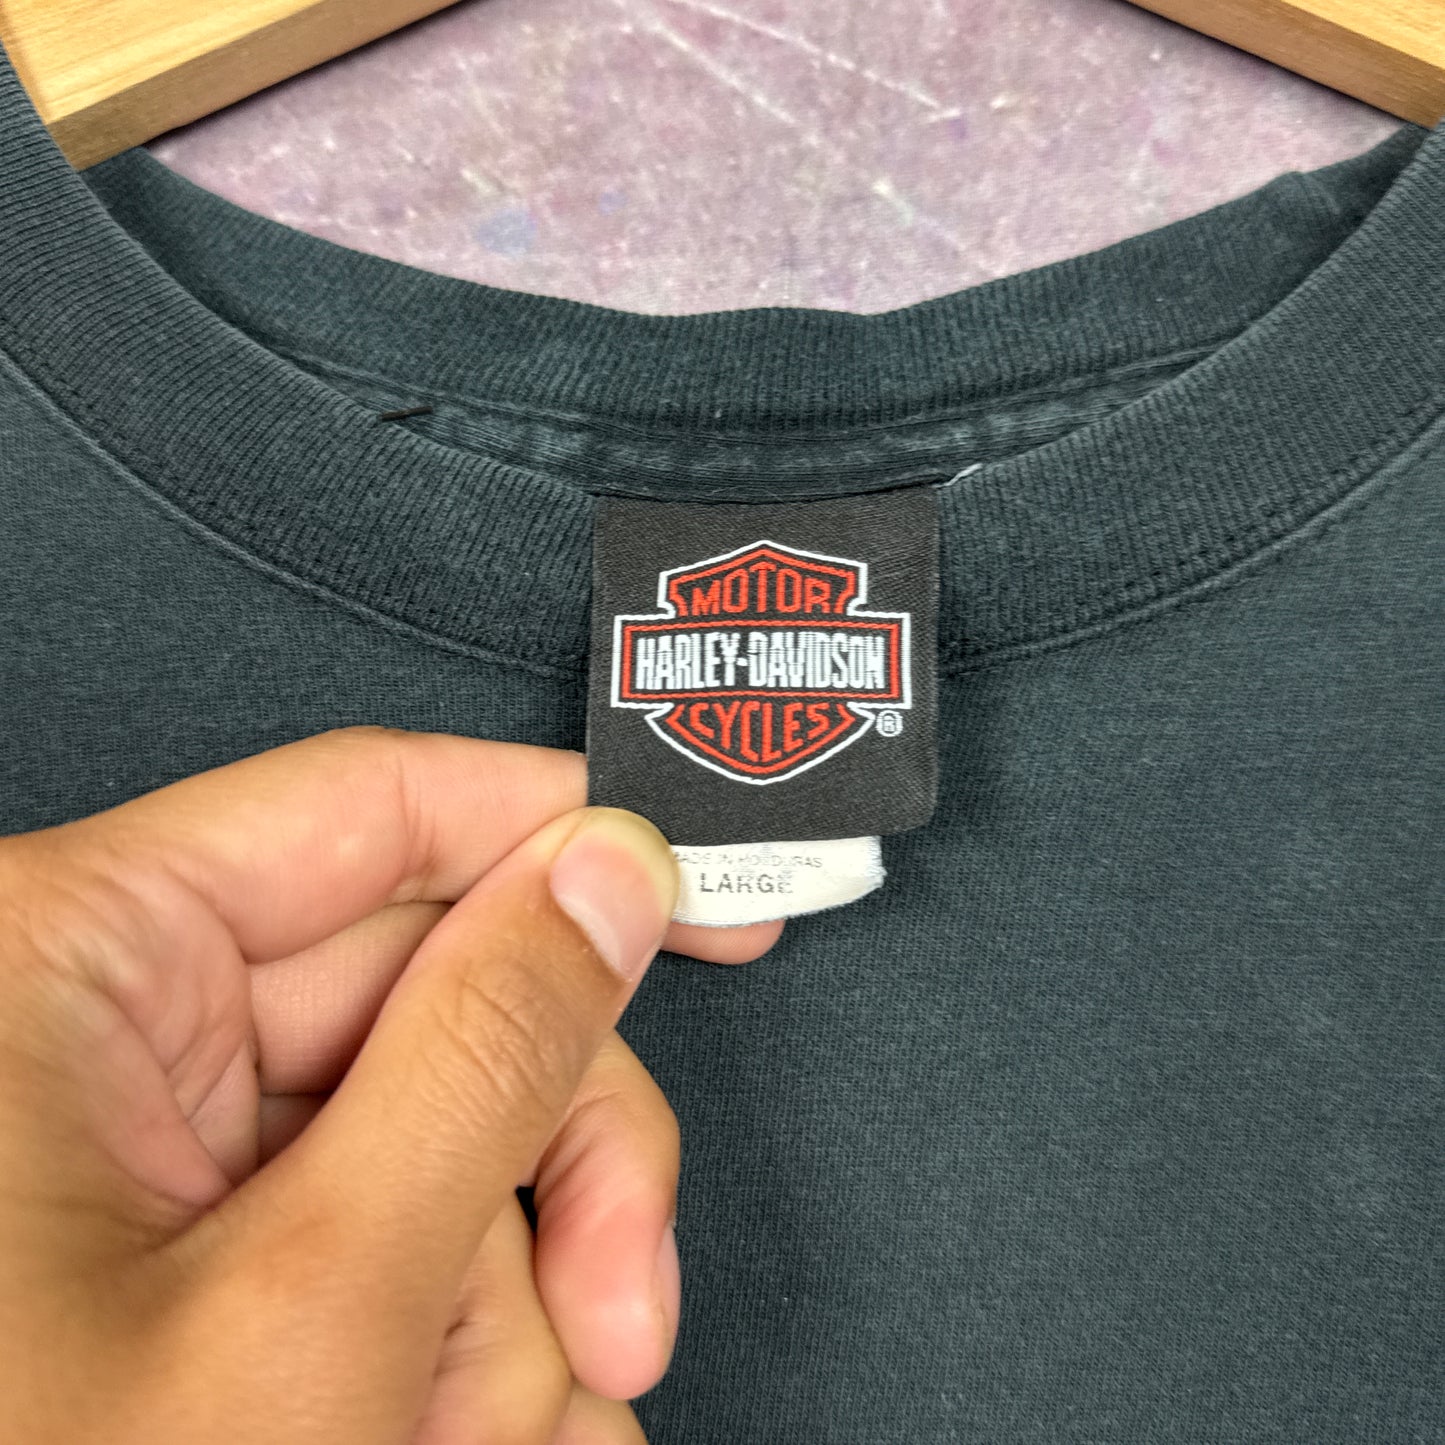 MOTOR
HARLEY-DAVIDSON
CYCLES
®
MADE IN HONDURAS
LARGE